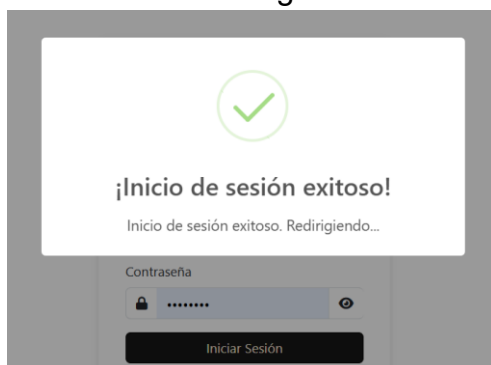 ¡Inicio de sesión exitoso!
Inicio de sesión exitoso. Redirigiendo...
Contraseña
Iniciar Sesión